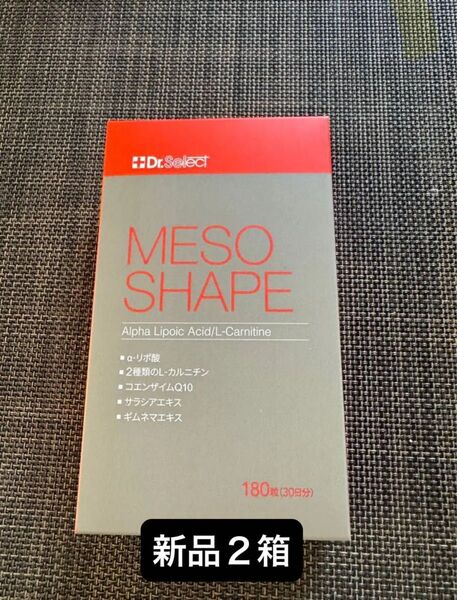 Dr.Select
MESO
SHAPE
Alpha Lipoic Acid/L-Carnitine
■α-リポ酸
■2種類のL-カルニチン
■コエンザイムQ10
■サラシアエキス
■ギムネマエキス
180粒(30日分)
新品２箱